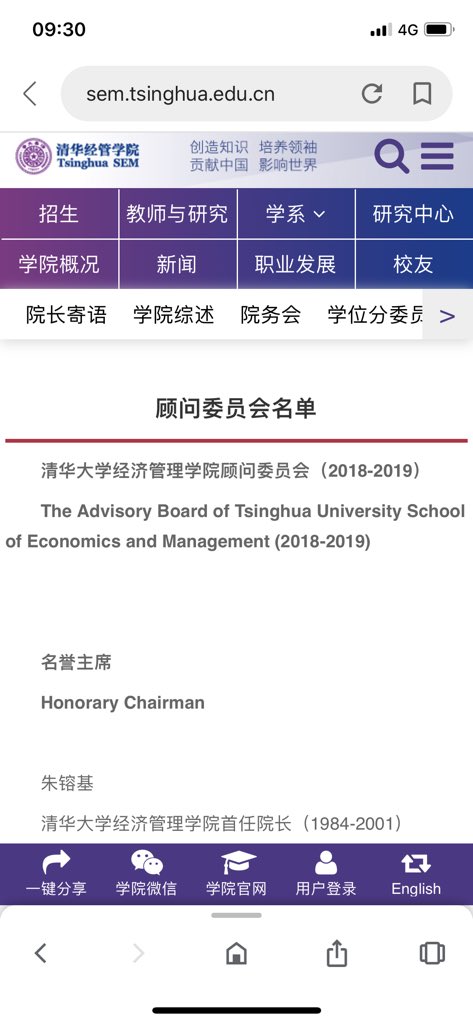 09:30
4G
sem.tsinghua.edu.cn
清华经管学院
Tsinghua SEM
创造知识 培养领袖
贡献中国 影响世界
招生 教师与研究 学系 研究中心
学院概况 新闻 职业发展 校友
院长寄语 学院综述 院务会 学位分委员 >
顾问委员会名单
清华大学经济管理学院顾问委员会（2018-2019）
The Advisory Board of Tsinghua University School
of Economics and Management (2018-2019)
名誉主席
Honorary Chairman
朱镕基
清华大学经济管理学院首任院长（1984-2001）
一键分享 学院微信 学院官网 用户登录 English